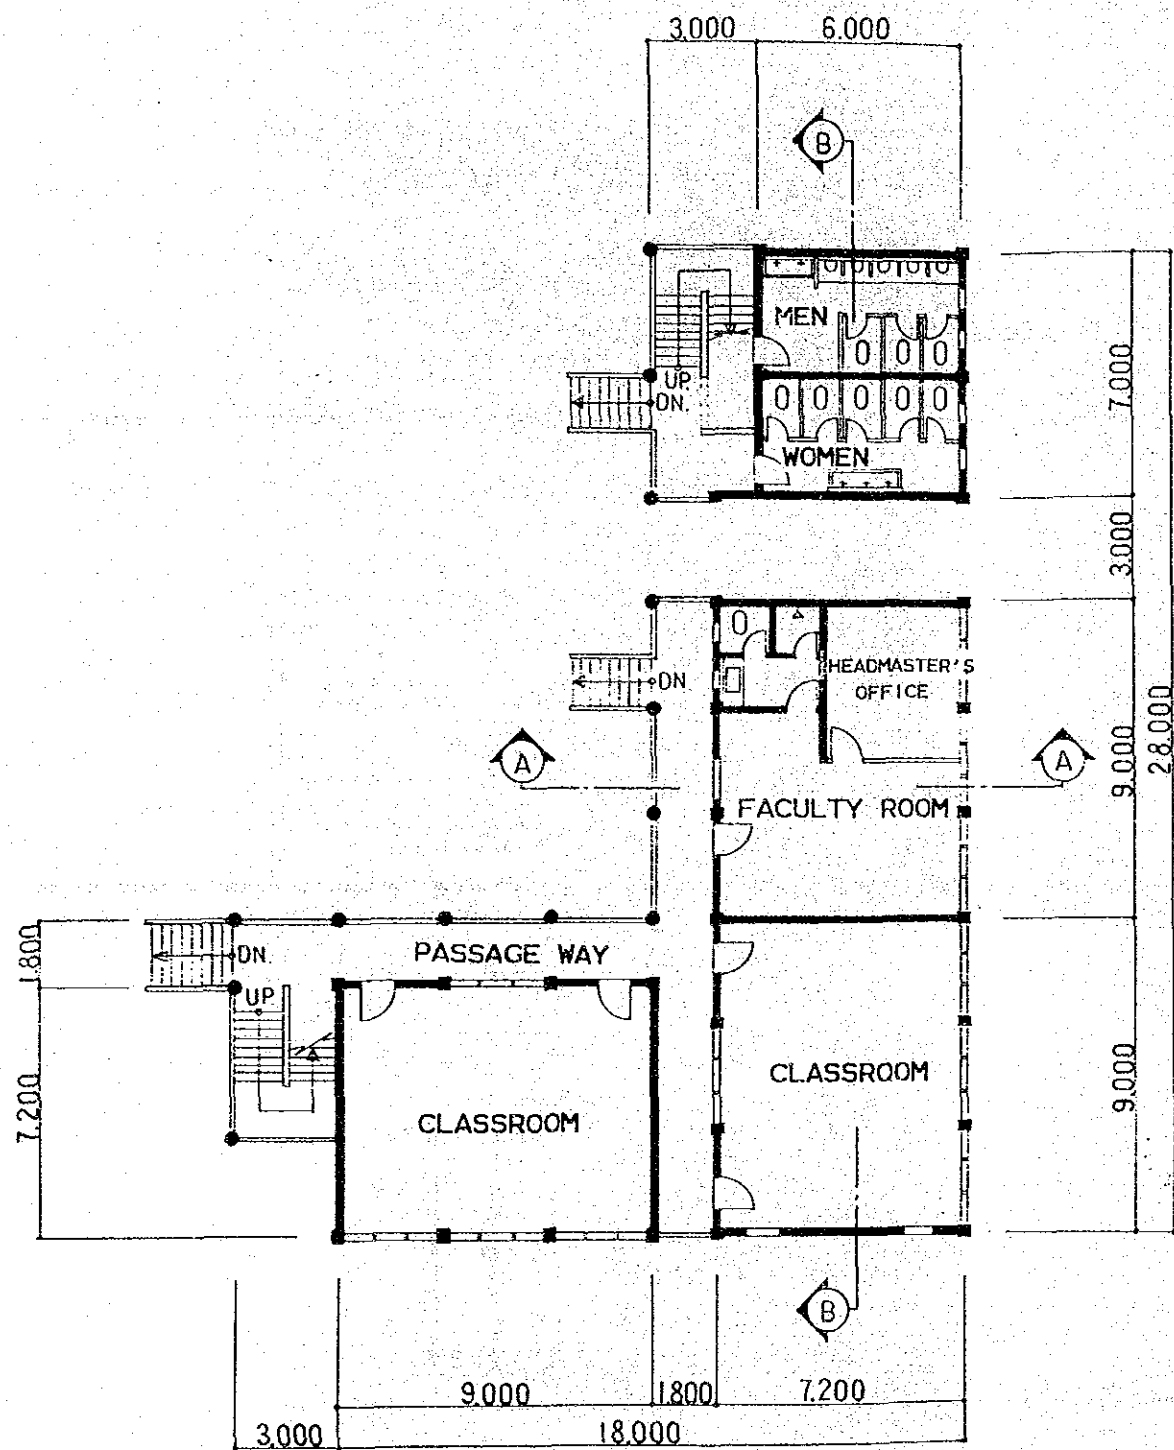 3.000
6.000
B
MEN
UP
DN.
WOMEN
7.000
3.000
HEADMASTER'S
OFFICE
DN
A
A
9.000
28.000
FACULTY ROOM
1.800
DN.
PASSAGE WAY
UP
CLASSROOM
CLASSROOM
7.200
9.000
B
9.000
1.800
7.200
3.000
18.000